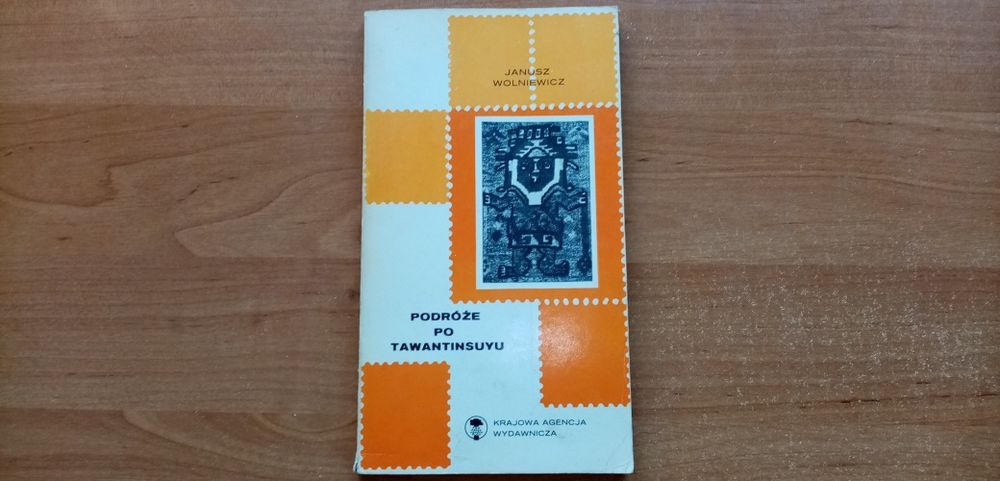 JANUSZ
WOLNIEWICZ
PODRÓŻE
PO
TAWANTINSUYU
KRAJOWA AGENCJA
WYDAWNICZA